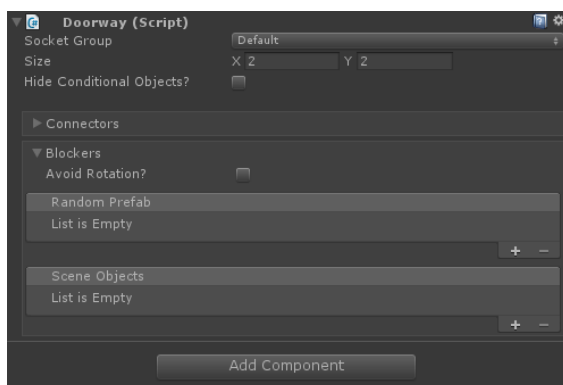 Doorway (Script)
Socket Group Default
Size X 2 Y 2
Hide Conditional Objects?
Connectors
Blockers
Avoid Rotation?
Random Prefab
List is Empty
+ −
Scene Objects
List is Empty
+ −
Add Component